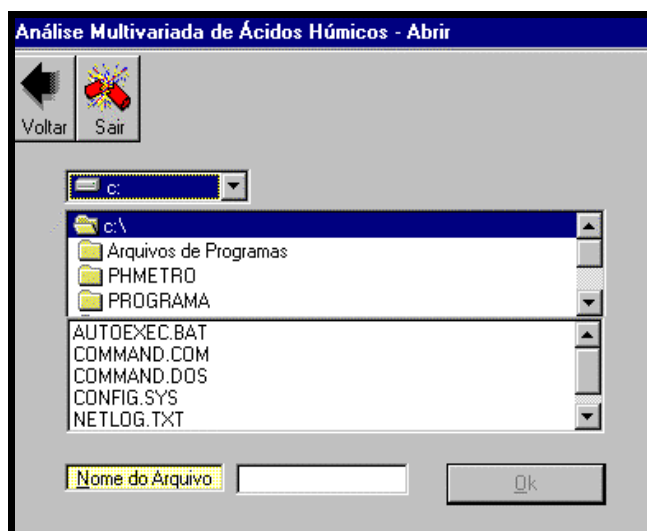 Análise Multivariada de Ácidos Húmicos - Abrir
Voltar Sair
c:
c:\
Arquivos de Programas
PHMETRO
PROGRAMA
AUTOEXEC.BAT
COMMAND.COM
COMMAND.DOS
CONFIG.SYS
NETLOG.TXT
Nome do Arquivo Ok